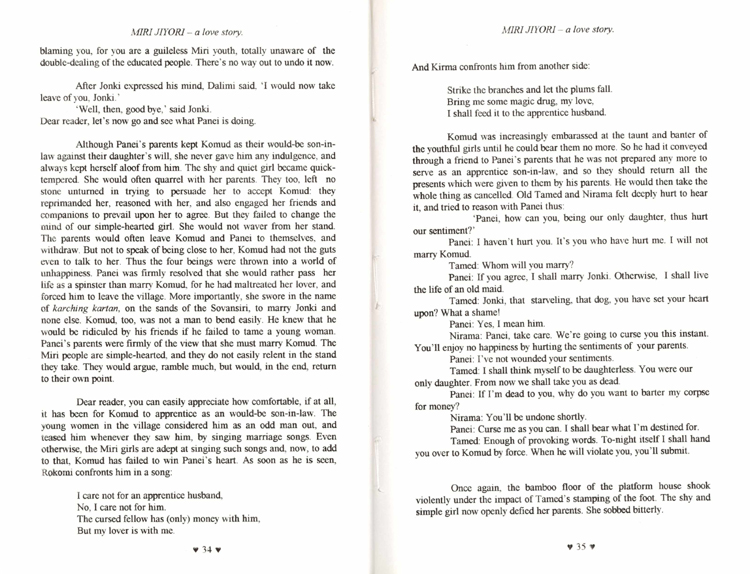 MIRI JIYORI – a love story.
blaming you, for you are a guileless Miri youth, totally unaware of the
double-dealing of the educated people. There's no way out to undo it now.
After Jonki expressed his mind, Dalimi said, 'I would now take
leave of you, Jonki.'
'Well, then, good bye,' said Jonki.
Dear reader, let's now go and see what Panei is doing.
Although Panei's parents kept Komud as their would-be son-in-
law against their daughter's will, she never gave him any indulgence, and
always kept herself aloof from him. The shy and quiet girl became quick-
tempered. She would often quarrel with her parents. They too, left no
stone unturned in trying to persuade her to accept Komud: they
reprimanded her, reasoned with her, and also engaged her friends and
companions to prevail upon her to agree. But they failed to change the
mind of our simple-hearted girl. She would not waver from her stand.
The parents would often leave Komud and Panei to themselves, and
withdraw. But not to speak of being close to her, Komud had not the guts
even to talk to her. Thus the four beings were thrown into a world of
unhappiness. Panei was firmly resolved that she would rather pass her
life as a spinster than marry Komud, for he had maltreated her lover, and
forced him to leave the village. More importantly, she swore in the name
of karching kartan, on the sands of the Sovansiri, to marry Jonki and
none else. Komud, too, was not a man to bend easily. He knew that he
would be ridiculed by his friends if he failed to tame a young woman.
Panei's parents were firmly of the view that she must marry Komud. The
Miri people are simple-hearted, and they do not easily relent in the stand
they take. They would argue, ramble much, but would, in the end, return
to their own point.
Dear reader, you can easily appreciate how comfortable, if at all,
it has been for Komud to apprentice as an would-be son-in-law. The
young women in the village considered him as an odd man out, and
teased him whenever they saw him, by singing marriage songs. Even
otherwise, the Miri girls are adept at singing such songs and, now, to add
to that, Komud has failed to win Panei's heart. As soon as he is seen,
Rokomi confronts him in a song:
I care not for an apprentice husband,
No, I care not for him.
The cursed fellow has (only) money with him,
But my lover is with me.
♥ 34 ♥
MIRI JIYORI – a love story.
And Kirma confronts him from another side:
Strike the branches and let the plums fall.
Bring me some magic drug, my love,
I shall feed it to the apprentice husband.
Komud was increasingly embarassed at the taunt and banter of
the youthful girls until he could bear them no more. So he had it conveyed
through a friend to Panei's parents that he was not prepared any more to
serve as an apprentice son-in-law, and so they should return all the
presents which were given to them by his parents. He would then take the
whole thing as cancelled. Old Tamed and Nirama felt deeply hurt to hear
it, and tried to reason with Panei thus:
'Panei, how can you, being our only daughter, thus hurt
our sentiment?'
Panei: I haven't hurt you. It's you who have hurt me. I will not
marry Komud.
Tamed: Whom will you marry?
Panei: If you agree, I shall marry Jonki. Otherwise, I shall live
the life of an old maid.
Tamed: Jonki, that starveling, that dog, you have set your heart
upon? What a shame!
Panei: Yes, I mean him.
Nirama: Panei, take care. We're going to curse you this instant.
You'll enjoy no happiness by hurting the sentiments of your parents.
Panei: I've not wounded your sentiments.
Tamed: I shall think myself to be daughterless. You were our
only daughter. From now we shall take you as dead.
Panei: If I'm dead to you, why do you want to barter my corpse
for money?
Nirama: You'll be undone shortly.
Panei: Curse me as you can. I shall bear what I'm destined for.
Tamed: Enough of provoking words. To-night itself I shall hand
you over to Komud by force. When he will violate you, you'll submit.
Once again, the bamboo floor of the platform house shook
violently under the impact of Tamed's stamping of the foot. The shy and
simple girl now openly defied her parents. She sobbed bitterly.
♥ 35 ♥